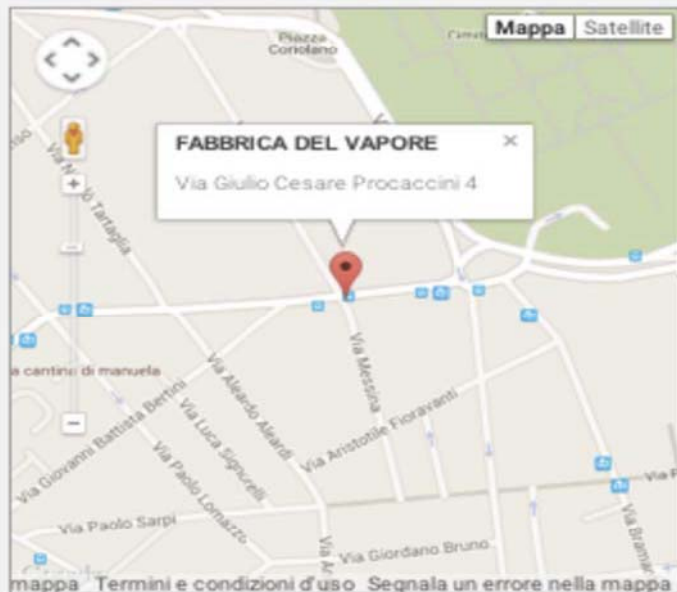 Piazza
Coriolano
Mappa
Satellite
FABBRICA DEL VAPORE
×
Via Giulio Cesare Procaccini 4
Via
Tartaglia
+
−
a cantina di manuela
Via Messina
Via Aleardo Aleardi
Via Giovanni Battista Bertini
Via Luca Signorelli
Via Aristotile Fioravanti
Via Paolo Lomazzo
Via Paolo Sarpi
Via Giordano Bruno
Via Bramac
mappa Termini e condizioni d'uso Segnala un errore nella mappa